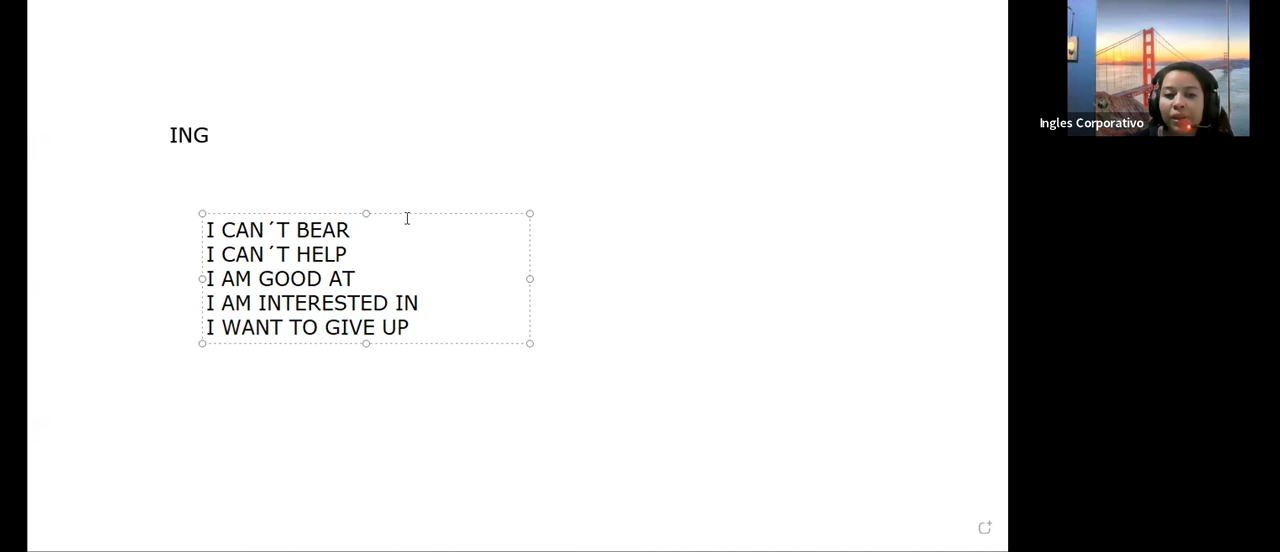 ING
I CAN´T BEAR
I CAN´T HELP
I AM GOOD AT
I AM INTERESTED IN
I WANT TO GIVE UP
Ingles Corporativo